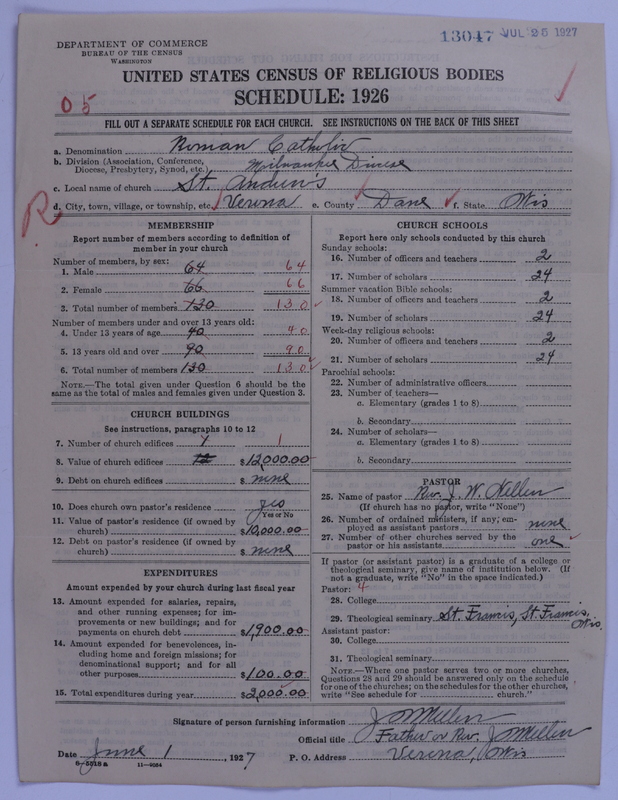 DEPARTMENT OF COMMERCE
BUREAU OF THE CENSUS
WASHINGTON
13047 JUL 25 1927
UNITED STATES CENSUS OF RELIGIOUS BODIES
SCHEDULE: 1926
05
FILL OUT A SEPARATE SCHEDULE FOR EACH CHURCH. SEE INSTRUCTIONS ON THE BACK OF THIS SHEET
a. Denomination Roman Catholic
b. Division (Association, Conference, Diocese, Presbytery, Synod, etc.) Milwaukee Diocese
c. Local name of church St. Andrew's
d. City, town, village, or township, etc. Verona e. County Dane f. State Wis
R
MEMBERSHIP
Report number of members according to definition of
member in your church
Number of members, by sex:
1. Male 64 64
2. Female 66 66
3. Total number of members 130 130
Number of members under and over 13 years old:
4. Under 13 years of age 40 40
5. 13 years old and over 90 90
6. Total number of members 130 130
NOTE.—The total given under Question 6 should be
same as the total of males and females given under Question 3.
CHURCH BUILDINGS
See instructions, paragraphs 10 to 12
7. Number of church edifices 1 1
8. Value of church edifices 12 $12,000.00
9. Debt on church edifices $ none
10. Does church own pastor's residence yes
Yes or No
11. Value of pastor's residence (if owned by
church) $10,000.00
12. Debt on pastor's residence (if owned by
church) $ none
EXPENDITURES
Amount expended by your church during last fiscal year
13. Amount expended for salaries, repairs,
and other running expenses; for im-
provements or new buildings; and for
payments on church debt $1,900.00
14. Amount expended for benevolences, in-
cluding home and foreign missions; for
denominational support; and for all
other purposes $100.00
15. Total expenditures during year $2,000.00
CHURCH SCHOOLS
Report here only schools conducted by this church
Sunday schools:
16. Number of officers and teachers 2
17. Number of scholars 24
Summer vacation Bible schools:
18. Number of officers and teachers 2
19. Number of scholars 24
Week-day religious schools:
20. Number of officers and teachers 2
21. Number of scholars 24
Parochial schools:
22. Number of administrative officers
23. Number of teachers—
a. Elementary (grades 1 to 8)
b. Secondary
24. Number of scholars—
a. Elementary (grades 1 to 8)
b. Secondary
PASTOR
25. Name of pastor Rev. J. W.
(If church has no pastor, write "None")
26. Number of ordained ministers, if any, em-
ployed as assistant pastors none
27. Number of other churches served by the
pastor or his assistants one
If pastor (or assistant pastor) is a graduate of a college or
theological seminary, give name of institution below. (If
not a graduate, write "No" in the space indicated.)
Pastor: 4
28. College
29. Theological seminary St. Francis, St. Francis, Wis.
Assistant pastor:
30. College
31. Theological seminary
NOTE.—Where one pastor serves two or more churches,
Questions 28 and 29 should be answered only on the schedule
for one of the churches; on the schedules for the other churches,
write "See schedule for church."
Signature of person furnishing information
Official title Father or Rev.
Date June 1, 1927 P. O. Address Verona, Wis
11—9264